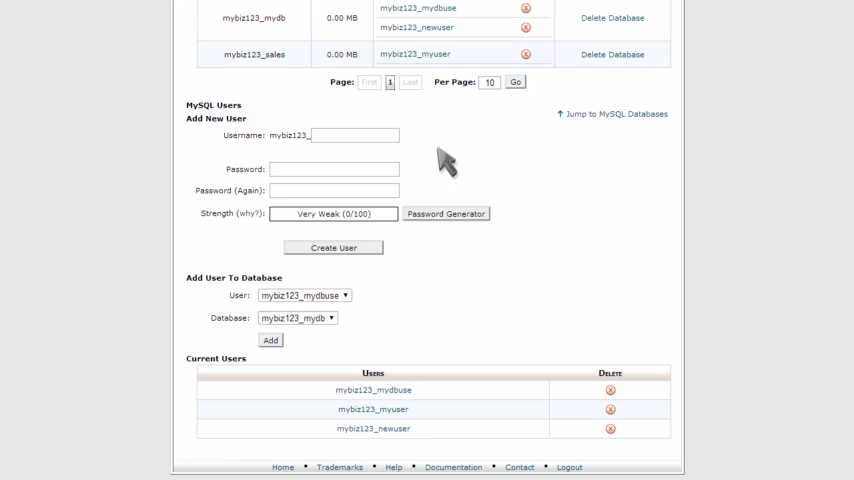 mybiz123_mydb 0.00 MB mybiz123_mydbuse Delete Database
mybiz123_newuser
mybiz123_sales 0.00 MB mybiz123_myuser Delete Database
Page: First 1 Last Per Page: 10 Go
MySQL Users
↑ Jump to MySQL Databases
Add New User
Username: mybiz123_
Password:
Password (Again):
Strength (why?): Very Weak (0/100) Password Generator
Create User
Add User To Database
User: mybiz123_mydbuse
Database: mybiz123_mydb
Add
Current Users
USERS DELETE
mybiz123_mydbuse
mybiz123_myuser
mybiz123_newuser
Home • Trademarks • Help • Documentation • Contact • Logout